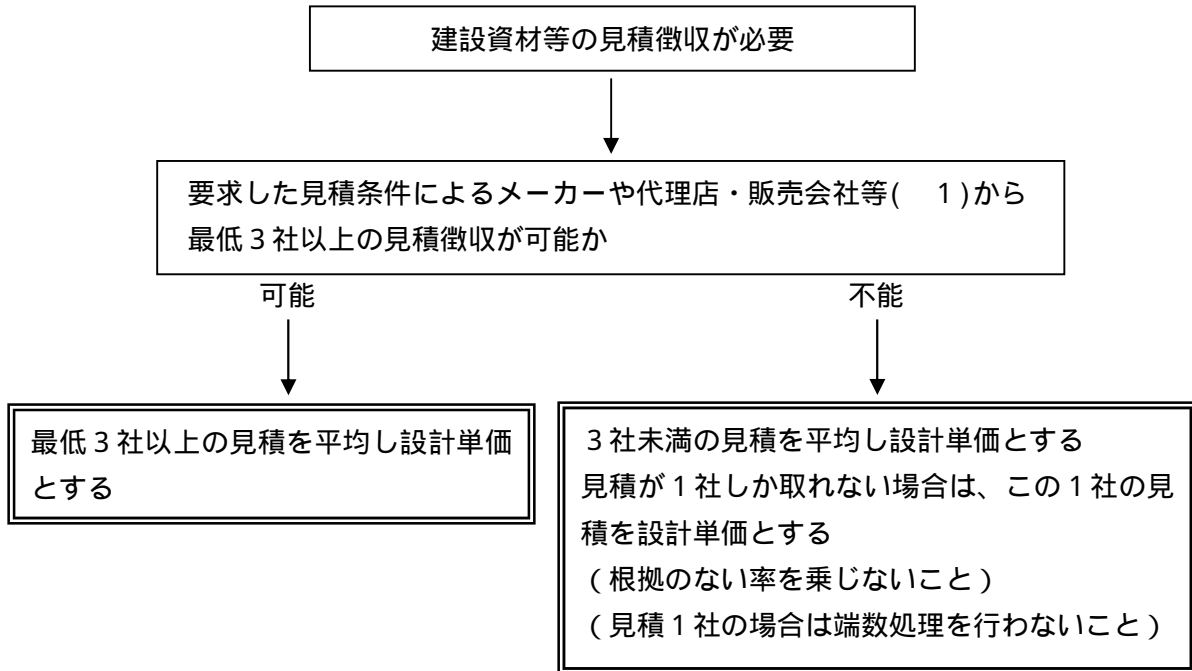 建設資材等の見積徴収が必要
要求した見積条件によるメーカーや代理店・販売会社等(　1)から
最低3社以上の見積徴収が可能か
可能
不能
最低3社以上の見積を平均し設計単価
とする
3社未満の見積を平均し設計単価とする
見積が1社しか取れない場合は、この1社の見
積を設計単価とする
(根拠のない率を乗じないこと)
(見積1社の場合は端数処理を行わないこと)